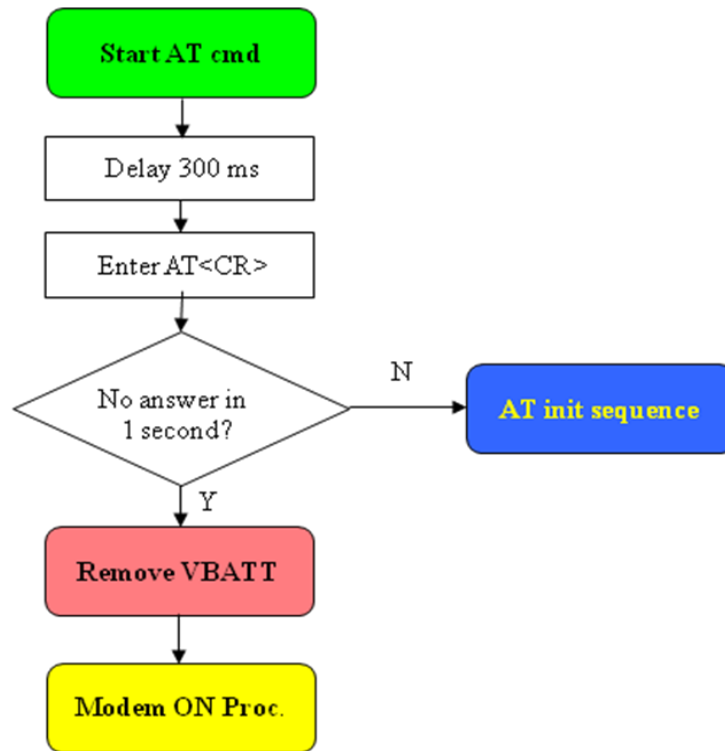 Start AT cmd
Delay 300 ms
Enter AT<CR>
No answer in
1 second?
N
AT init sequence
Y
Remove VBATT
Modem ON Proc.